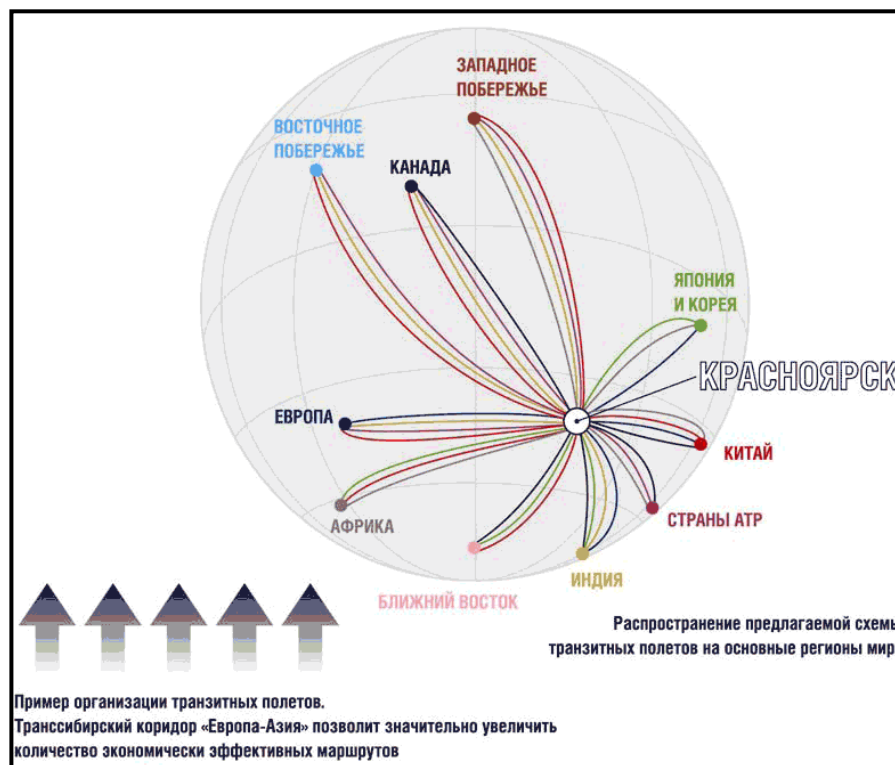 ЗАПАДНОЕ
ПОБЕРЕЖЬЕ
ВОСТОЧНОЕ
ПОБЕРЕЖЬЕ
КАНАДА
ЯПОНИЯ
И КОРЕЯ
КРАСНОЯРСК
ЕВРОПА
КИТАЙ
АФРИКА
СТРАНЫ АТР
ИНДИЯ
БЛИЖНИЙ ВОСТОК
Распространение предлагаемой схемы
транзитных полетов на основные регионы мир
Пример организации транзитных полетов.
Транссибирский коридор «Европа-Азия» позволит значительно увеличить
количество экономически эффективных маршрутов